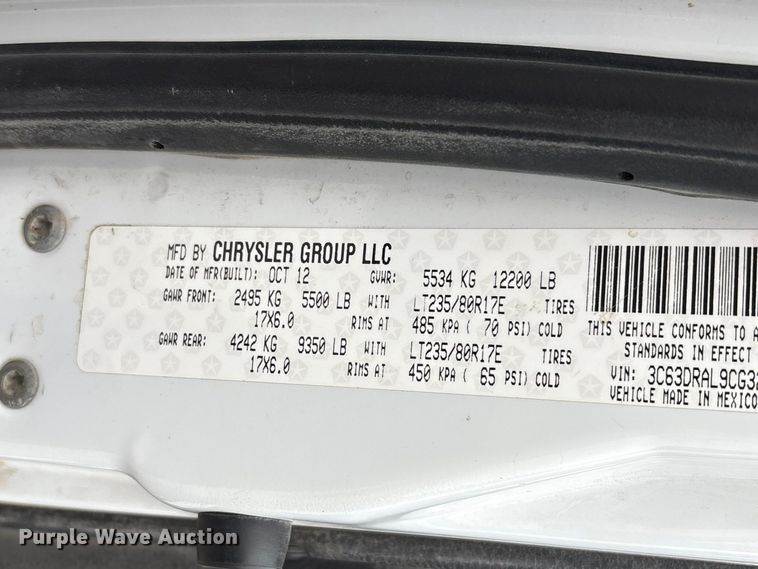 MFD BY CHRYSLER GROUP LLC
DATE OF MFR(BUILT): OCT 12 GVWR: 5534 KG 12200 LB
GAWR FRONT: 2495 KG 5500 LB WITH LT235/80R17E TIRES
17X6.0 RIMS AT 485 KPA ( 70 PSI) COLD
GAWR REAR: 4242 KG 9350 LB WITH LT235/80R17E TIRES
17X6.0 RIMS AT 450 KPA ( 65 PSI) COLD
THIS VEHICLE CONFORMS TO A
STANDARDS IN EFFECT
VIN: 3C63DRAL9CG32
VEHICLE MADE IN MEXICO
Purple Wave Auction